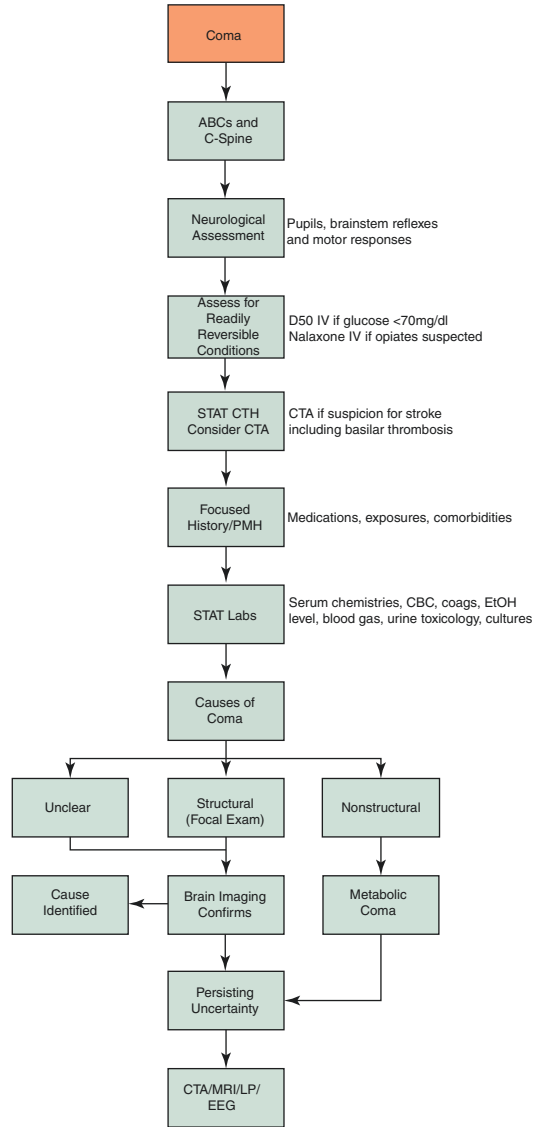 Coma
ABCs and
C-Spine
Neurological
Assessment
Pupils, brainstem reflexes
and motor responses
Assess for
Readily
Reversible
Conditions
D50 IV if glucose <70mg/dl
Nalaxone IV if opiates suspected
STAT CTH
Consider CTA
CTA if suspicion for stroke
including basilar thrombosis
Focused
History/PMH
Medications, exposures, comorbidities
STAT Labs
Serum chemistries, CBC, coags, EtOH
level, blood gas, urine toxicology, cultures
Causes of
Coma
Unclear
Structural
(Focal Exam)
Nonstructural
Cause
Identified
Brain Imaging
Confirms
Metabolic
Coma
Persisting
Uncertainty
CTA/MRI/LP/
EEG